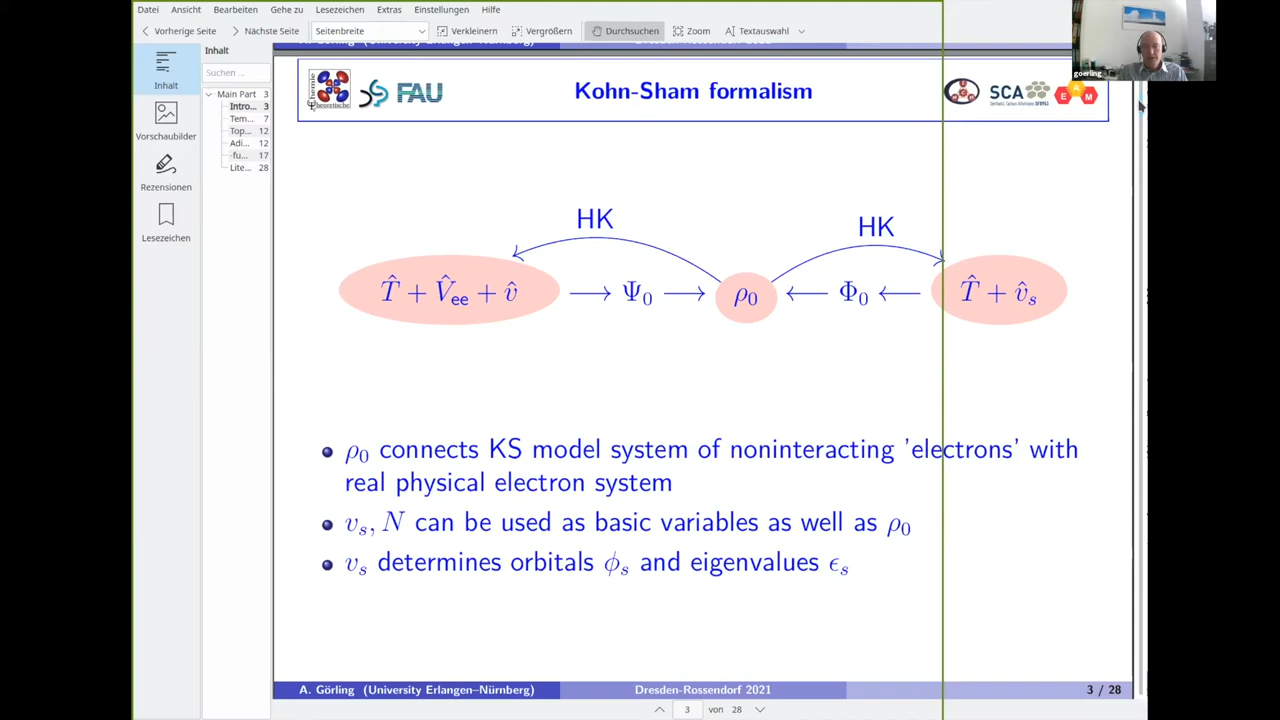 Datei Ansicht Bearbeiten Gehe zu Lesezeichen Extras Einstellungen Hilfe
Vorherige Seite Nächste Seite Seitenbreite Verkleinern Vergrößern Durchsuchen Zoom Textauswahl
Inhalt
Vorschaubilder
Rezensionen
Lesezeichen
Inhalt
Suchen ...
Main Part 3
Intro... 3
Tem... 7
Top... 12
Adi... 12
-fu... 17
Lite... 28
goerling
FAU
Kohn-Sham formalism
SCA
E A M
HK HK
T̂ + V̂ee + v̂ ⟶ Ψ0 ⟶ ρ0 ⟵ Φ0 ⟵ T̂ + v̂s
ρ0 connects KS model system of noninteracting 'electrons' with
real physical electron system
vs, N can be used as basic variables as well as ρ0
vs determines orbitals ϕs and eigenvalues ϵs
A. Görling (University Erlangen–Nürnberg) Dresden-Rossendorf 2021 3 / 28
3 von 28